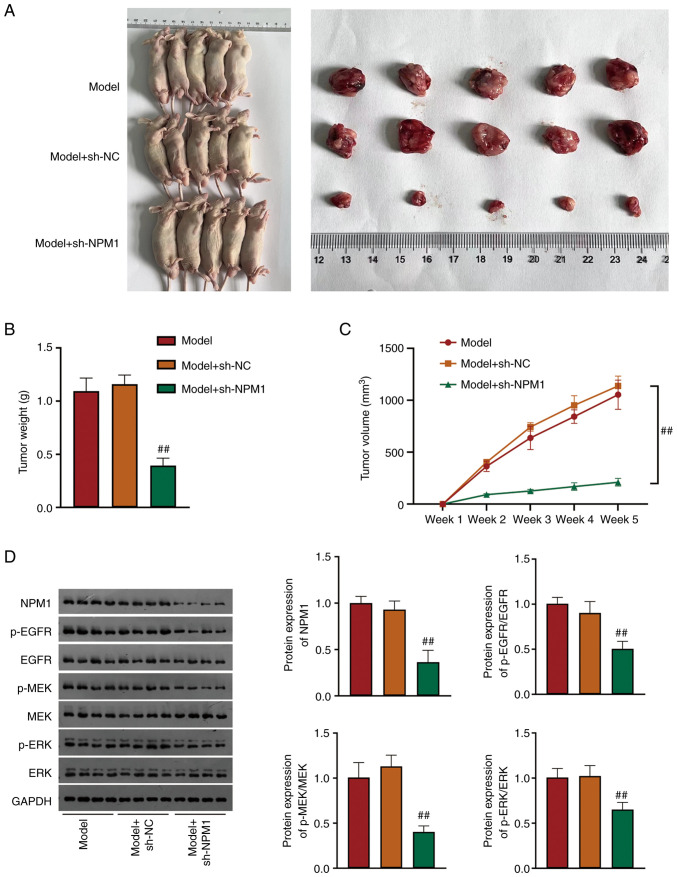 A
Model
Model+sh-NC
Model+sh-NPM1
12 13 14 15 16 17 18 19 20 21 22 23 24
B
Model
Model+sh-NC
Model+sh-NPM1
Tumor weight (g)
1.5
1.0
0.5
0.0
##
C
Model
Model+sh-NC
Model+sh-NPM1
Tumor volume (mm3)
1500
1000
500
0
Week 1 Week 2 Week 3 Week 4 Week 5
##
D
NPM1
p-EGFR
EGFR
p-MEK
MEK
p-ERK
ERK
GAPDH
Model
Model+
sh-NC
Model+
sh-NPM1
Protein expression
of NPM1
1.5
1.0
0.5
0.0
##
Protein expression
of p-EGFR/EGFR
1.5
1.0
0.5
0.0
##
Protein expression
of p-MEK/MEK
1.5
1.0
0.5
0
##
Protein expression
of p-ERK/ERK
1.5
1.0
0.5
0
##